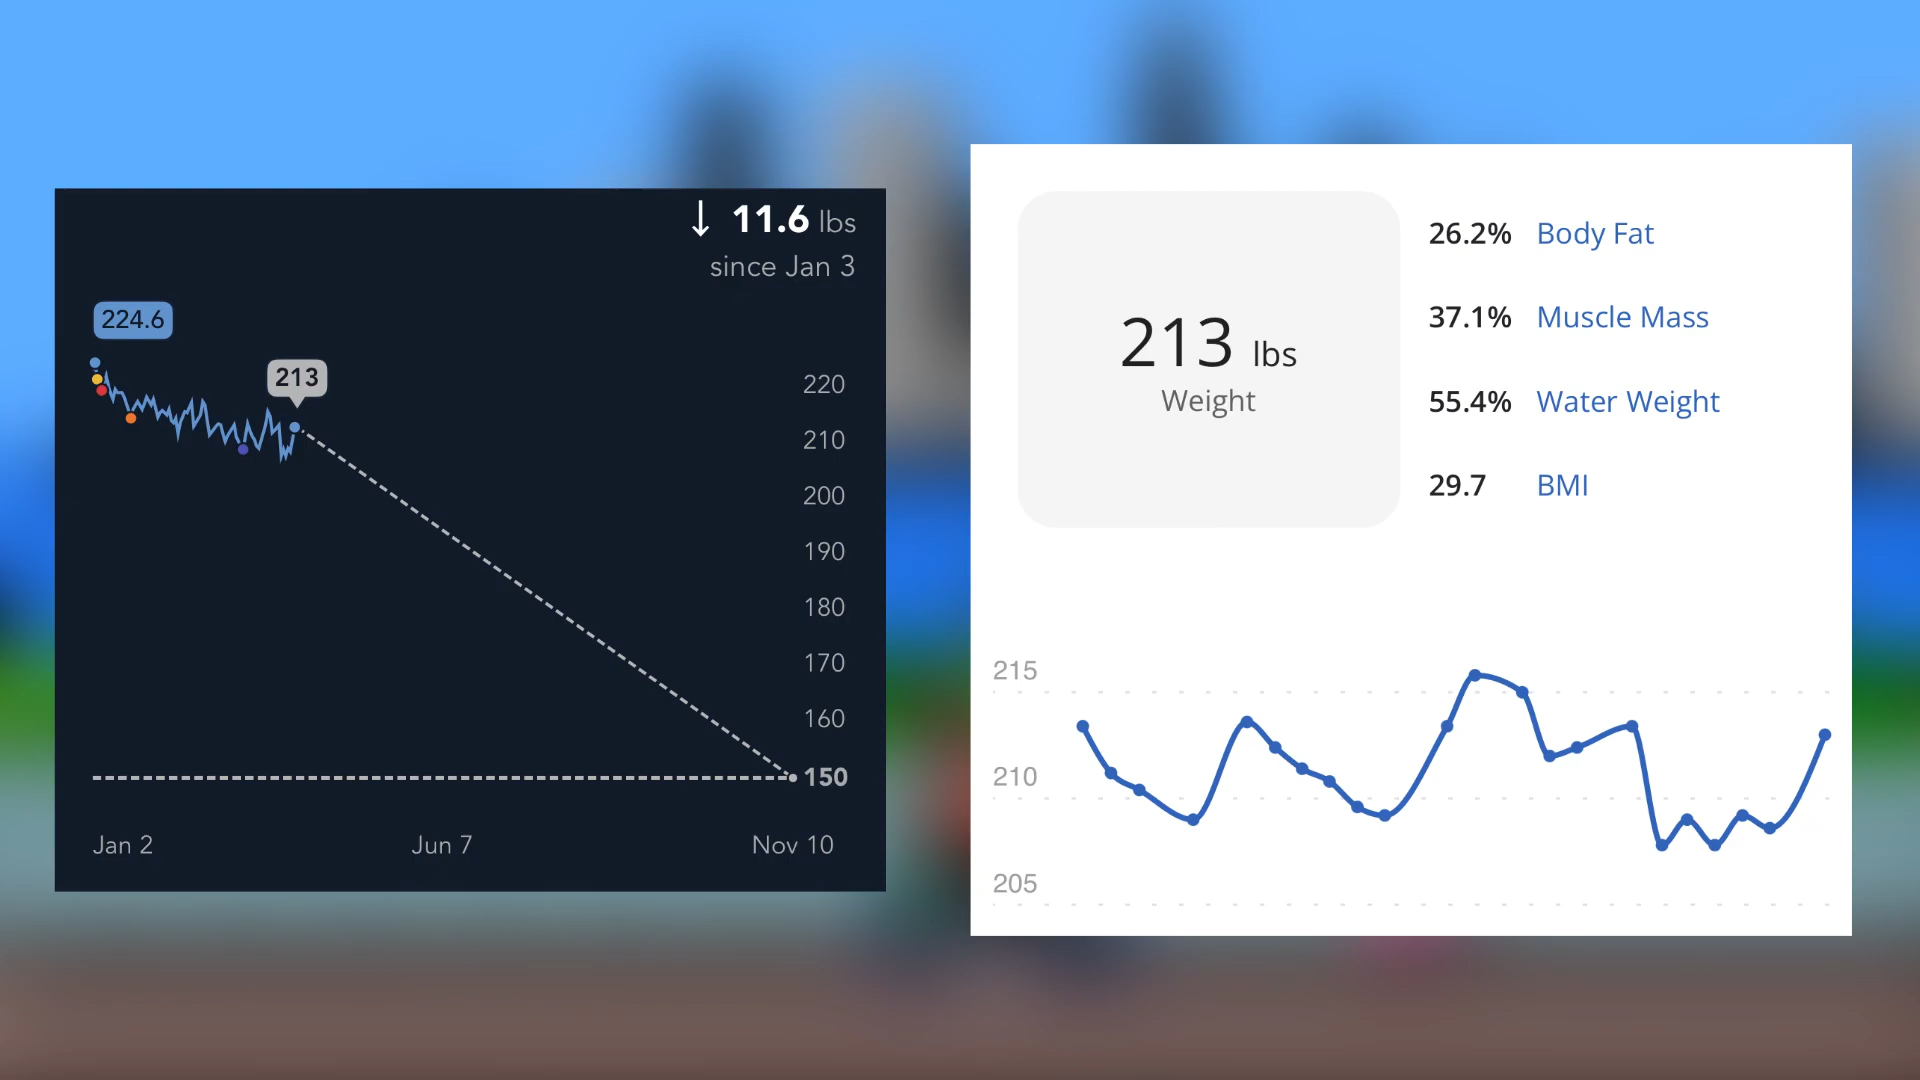 ↓ 11.6 lbs
since Jan 3
224.6
213
220
210
200
190
180
170
160
150
Jan 2 Jun 7 Nov 10
213 lbs
Weight
26.2% Body Fat
37.1% Muscle Mass
55.4% Water Weight
29.7 BMI
215
210
205